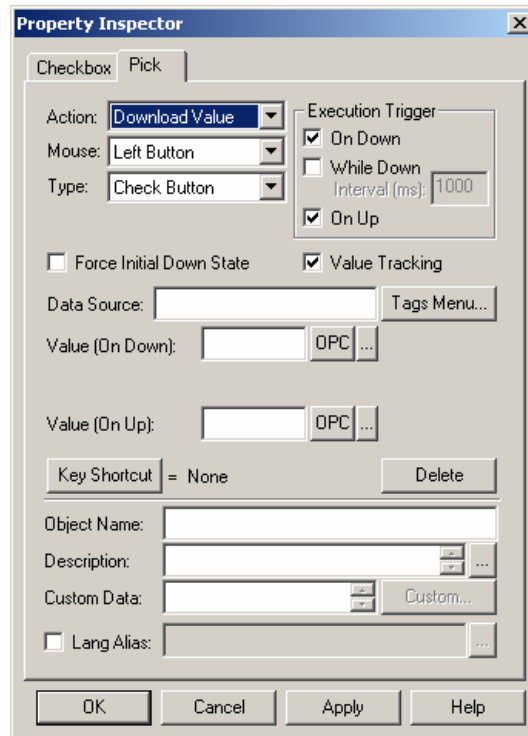 Property Inspector
Checkbox Pick
Action: Download Value
Mouse: Left Button
Type: Check Button
Execution Trigger
On Down
While Down
Interval (ms): 1000
On Up
Force Initial Down State Value Tracking
Data Source: Tags Menu...
Value (On Down): OPC ...
Value (On Up): OPC ...
Key Shortcut = None Delete
Object Name:
Description: ...
Custom Data: Custom...
Lang Alias: ...
OK Cancel Apply Help